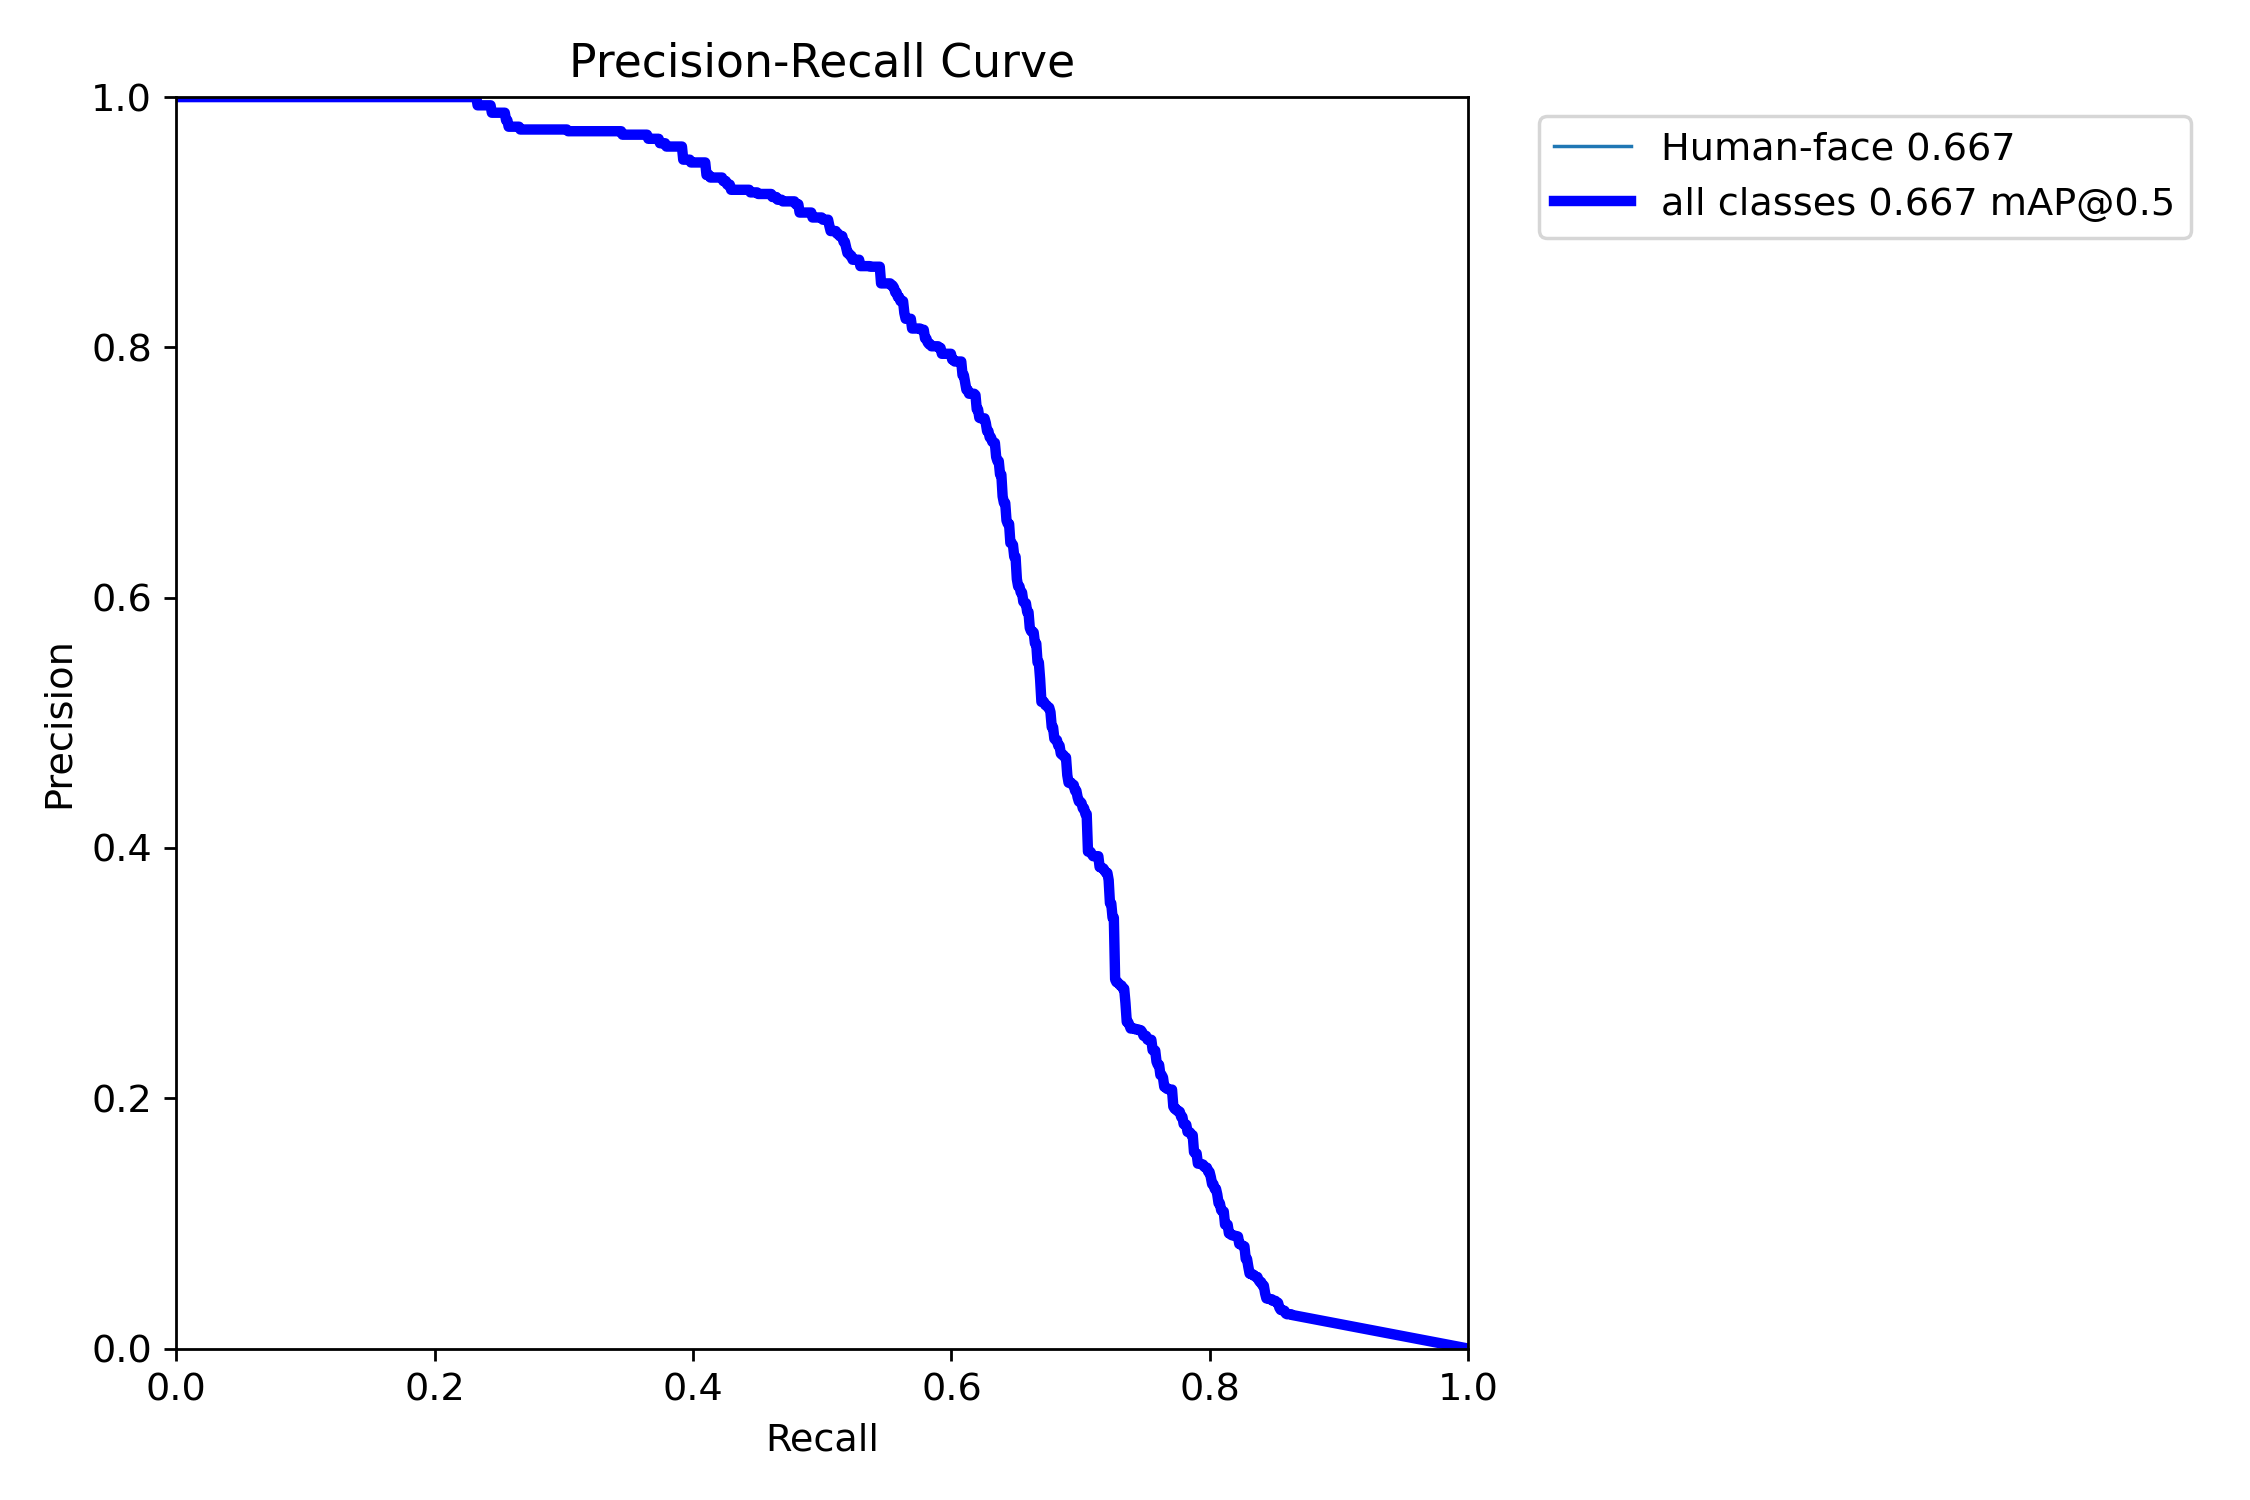 Precision-Recall Curve
Human-face 0.667
all classes 0.667 mAP@0.5
1.0
0.8
0.6
0.4
0.2
0.0
Precision
0.0 0.2 0.4 0.6 0.8 1.0
Recall